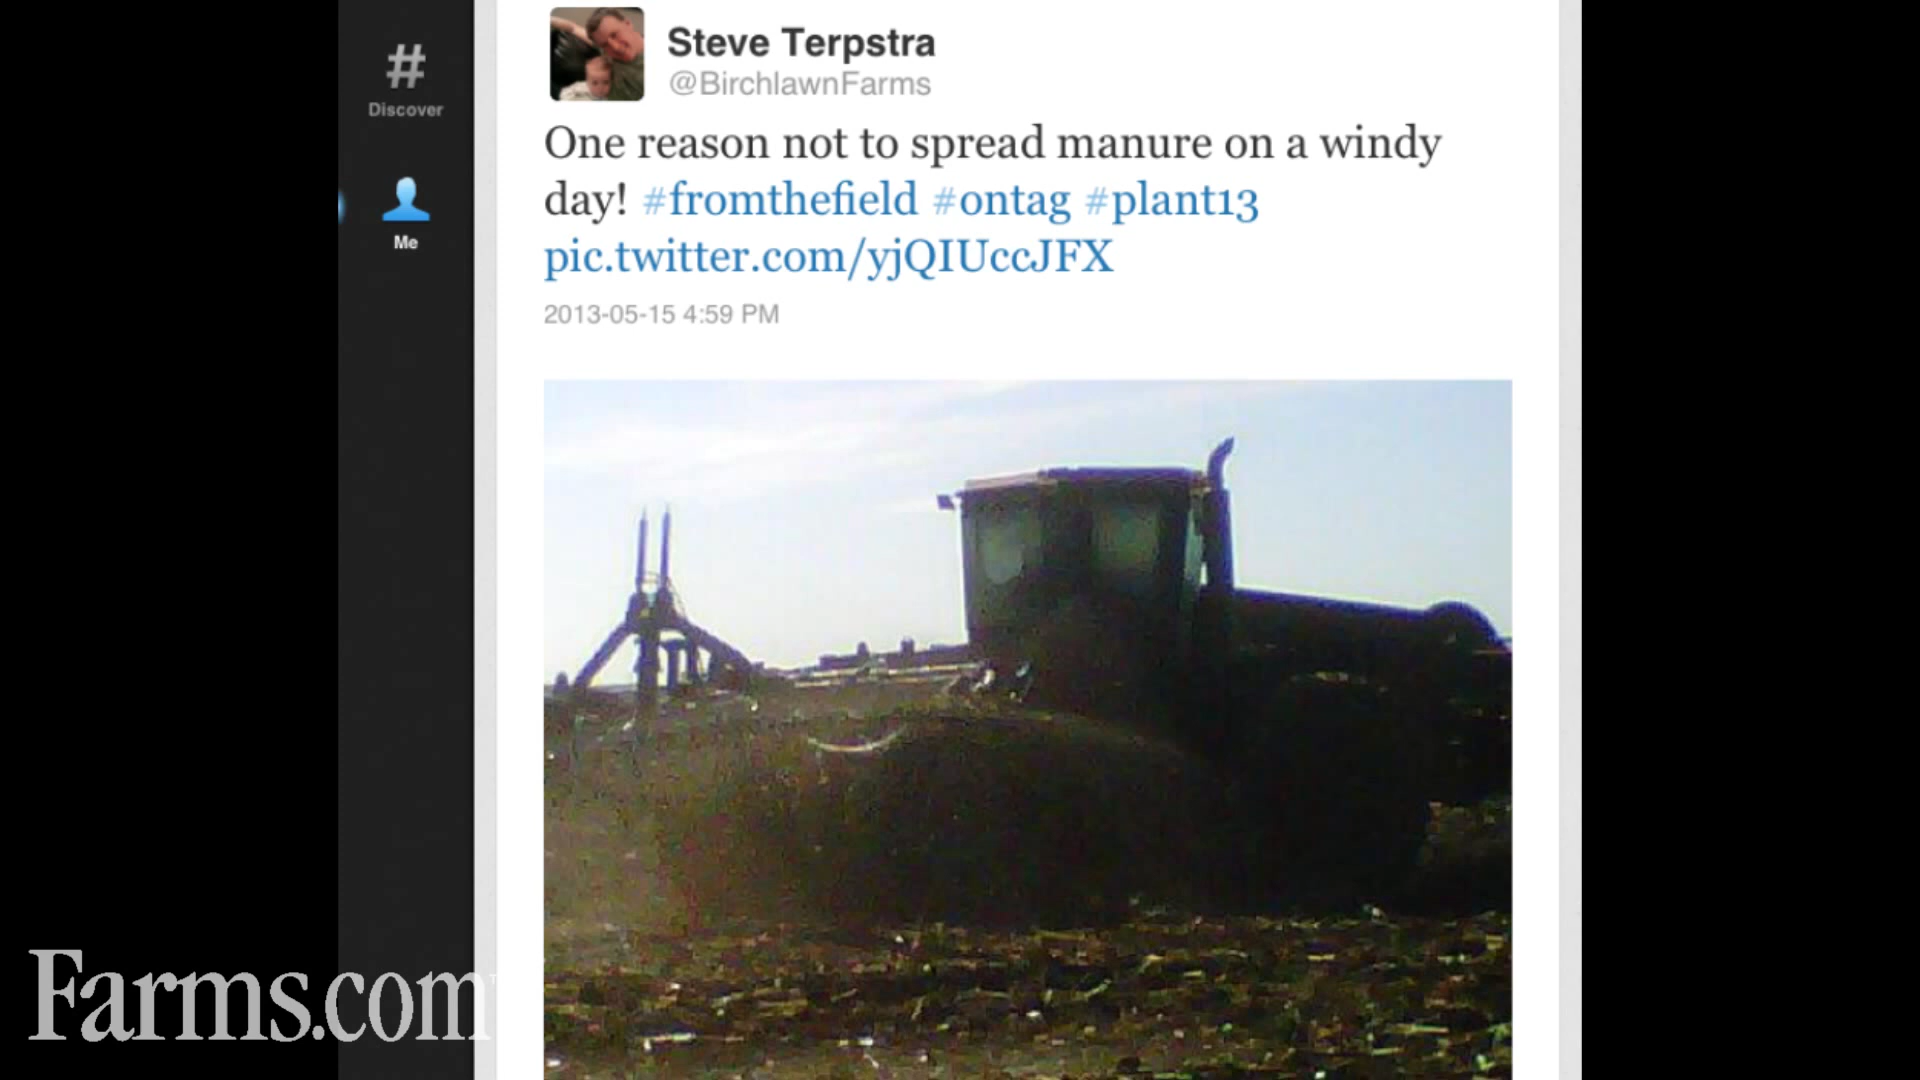 #
Discover
Me
Steve Terpstra
@BirchlawnFarms
One reason not to spread manure on a windy
day! #fromthefield #ontag #plant13
pic.twitter.com/yjQIUccJFX
2013-05-15 4:59 PM
Farms.com